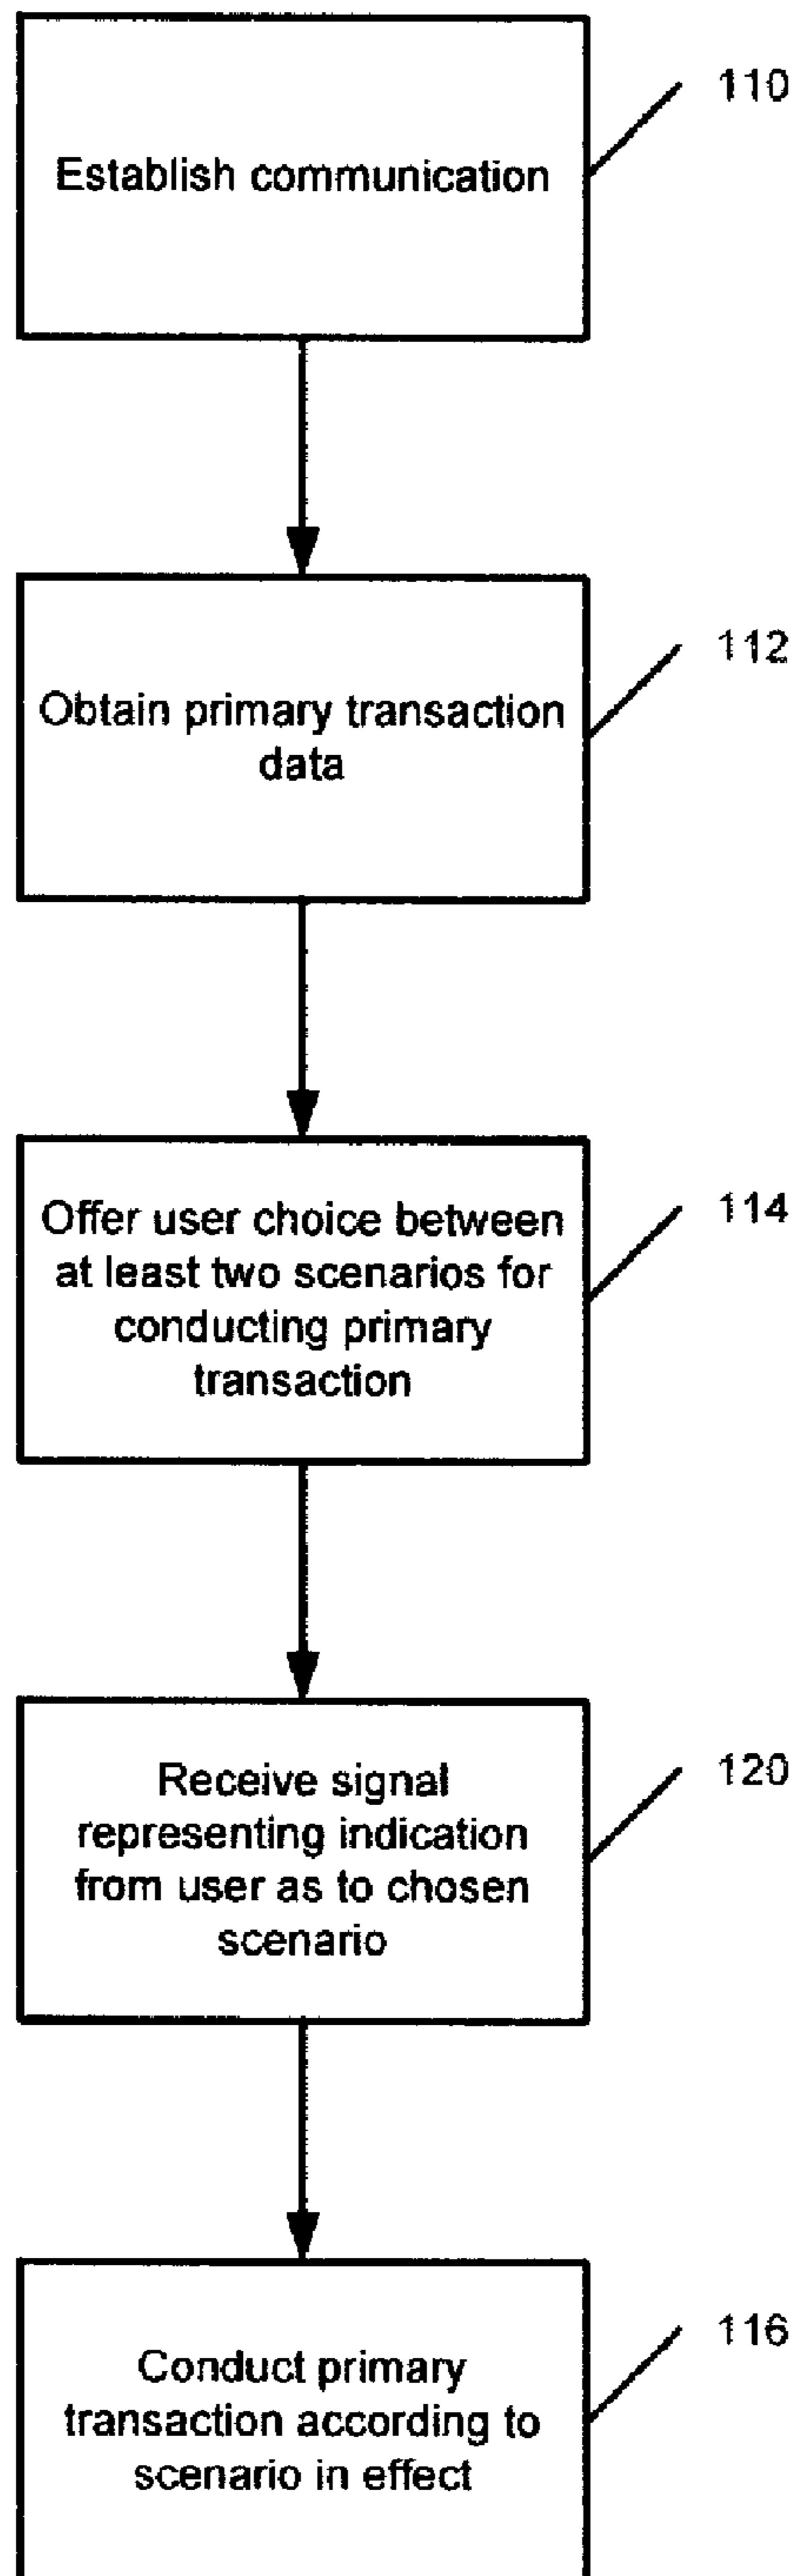 Establish communication
110
Obtain primary transaction
data
112
Offer user choice between
at least two scenarios for
conducting primary
transaction
114
Receive signal
representing indication
from user as to chosen
scenario
120
Conduct primary
transaction according to
scenario in effect
116